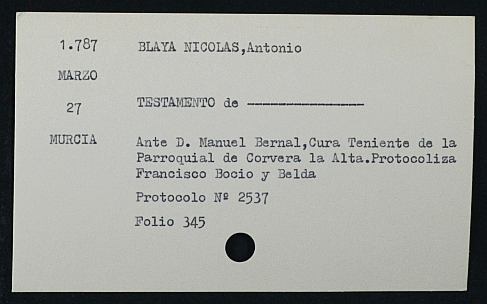 1.787 BLAYA NICOLAS,Antonio
MARZO
27 TESTAMENTO de ---------------
MURCIA Ante D. Manuel Bernal,Cura Teniente de la
Parroquial de Corvera la Alta.Protocoliza
Francisco Bocio y Belda
Protocolo Nº 2537
Folio 345